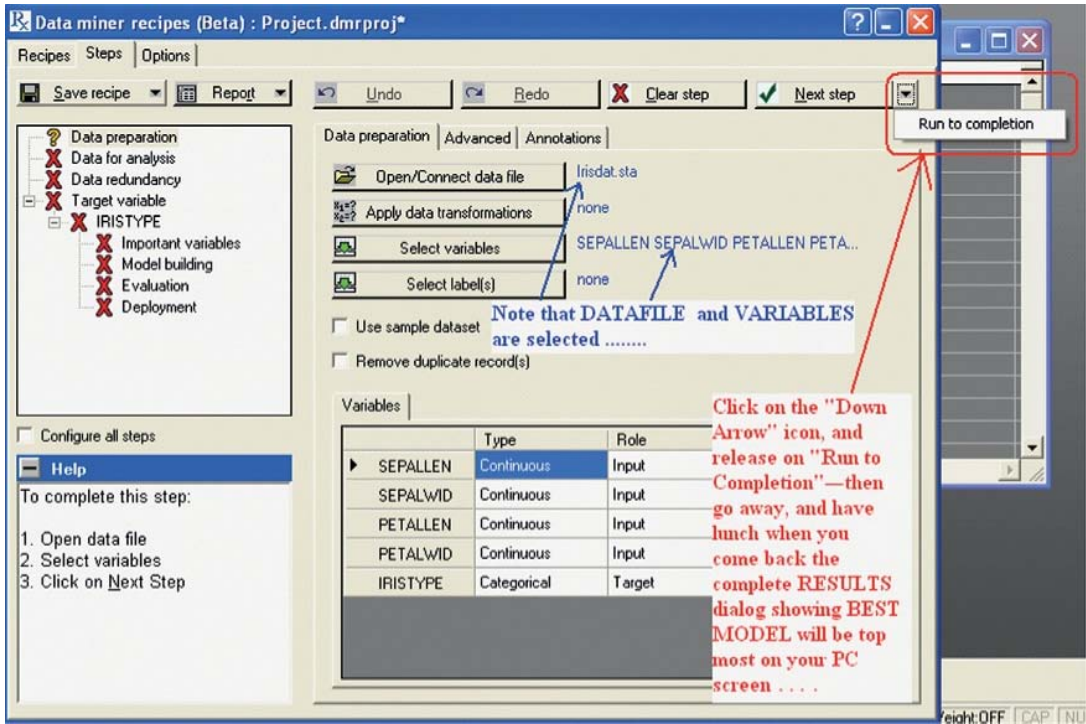 Data miner recipes (Beta) : Project.dmrproj*
Recipes Steps Options
Save recipe Report
Undo Redo Clear step Next step
Run to completion
Data preparation
Data for analysis
Data redundancy
Target variable
IRISTYPE
Important variables
Model building
Evaluation
Deployment
Configure all steps
Help
To complete this step:
1. Open data file
2. Select variables
3. Click on Next Step
Data preparation Advanced Annotations
Open/Connect data file Irisdat.sta
Apply data transformations none
Select variables SEPALLEN SEPALWID PETALLEN PETA...
Select label(s) none
Note that DATAFILE and VARIABLES
are selected ........
Use sample dataset
Remove duplicate record(s)
Variables
Type Role
SEPALLEN Continuous Input
SEPALWID Continuous Input
PETALLEN Continuous Input
PETALWID Continuous Input
IRISTYPE Categorical Target
Click on the "Down
Arrow" icon, and
release on "Run to
Completion"—then
go away, and have
lunch when you
come back the
complete RESULTS
dialog showing BEST
MODEL will be top
most on your PC
screen . . . .
eight:OFF CAP NU